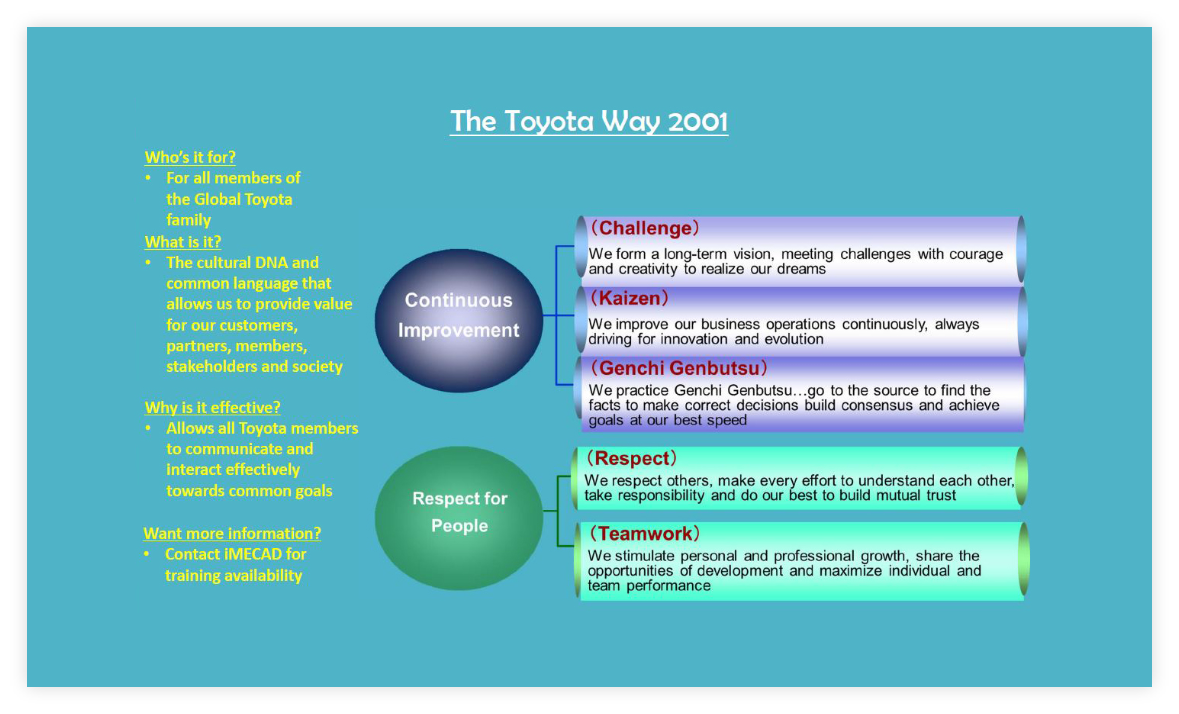 The Toyota Way 2001
Who's it for?
• For all members of
the Global Toyota
family
What is it?
• The cultural DNA and
common language that
allows us to provide value
for our customers,
partners, members,
stakeholders and society
Why is it effective?
• Allows all Toyota members
to communicate and
interact effectively
towards common goals
Want more information?
• Contact iMECAD for
training availability
Continuous
Improvement
(Challenge)
We form a long-term vision, meeting challenges with courage
and creativity to realize our dreams
(Kaizen)
We improve our business operations continuously, always
driving for innovation and evolution
(Genchi Genbutsu)
We practice Genchi Genbutsu…go to the source to find the
facts to make correct decisions build consensus and achieve
goals at our best speed
Respect for
People
(Respect)
We respect others, make every effort to understand each other,
take responsibility and do our best to build mutual trust
(Teamwork)
We stimulate personal and professional growth, share the
opportunities of development and maximize individual and
team performance